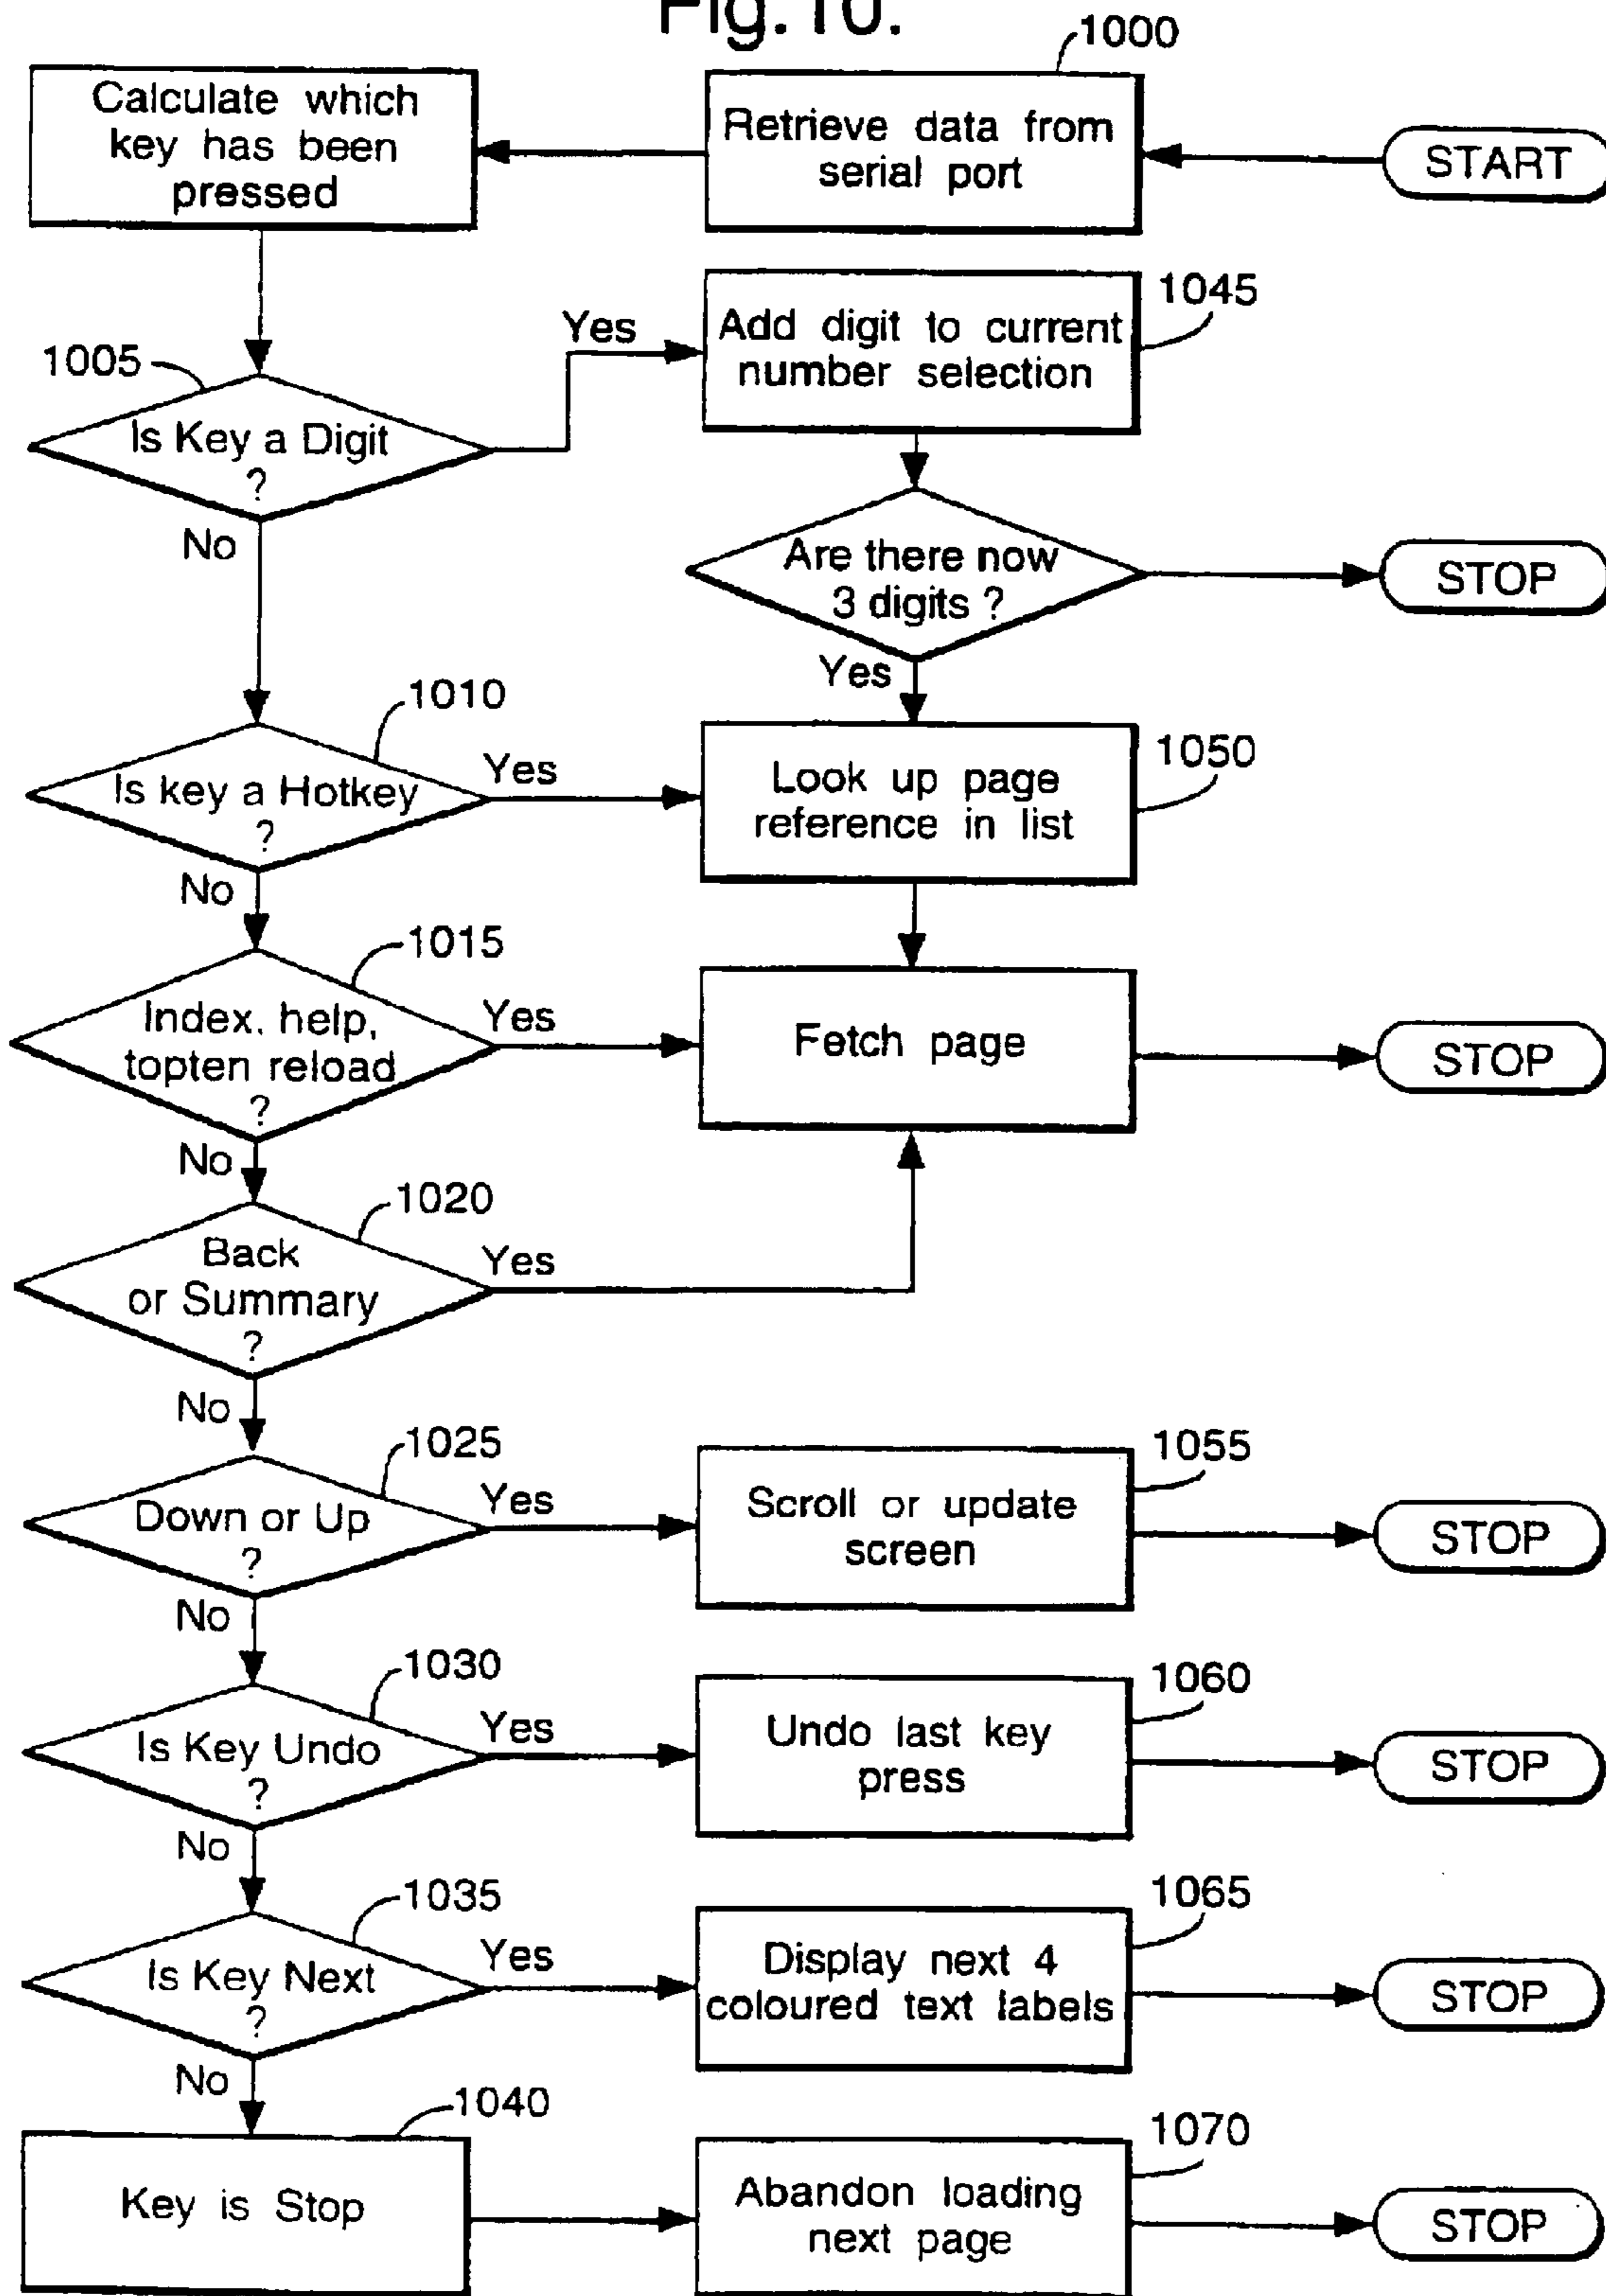 Fig.10.
1000
Calculate which
key has been
pressed
Retrieve data from
serial port
START
1045
Add digit to current
number selection
Yes
1005
Is Key a Digit
?
No
Are there now
3 digits ?
STOP
Yes
1010
Is key a Hotkey
?
Yes
Look up page
reference in list
1050
No
1015
Index, help,
topten reload
?
Yes
Fetch page
STOP
No
1020
Back
or Summary
?
Yes
No
1025
Down or Up
?
Yes
Scroll or update
screen
1055
STOP
No
1030
Is Key Undo
?
Yes
Undo last key
press
1060
STOP
No
1035
Is Key Next
?
Yes
Display next 4
coloured text labels
1065
STOP
No
1040
Key is Stop
Abandon loading
next page
1070
STOP